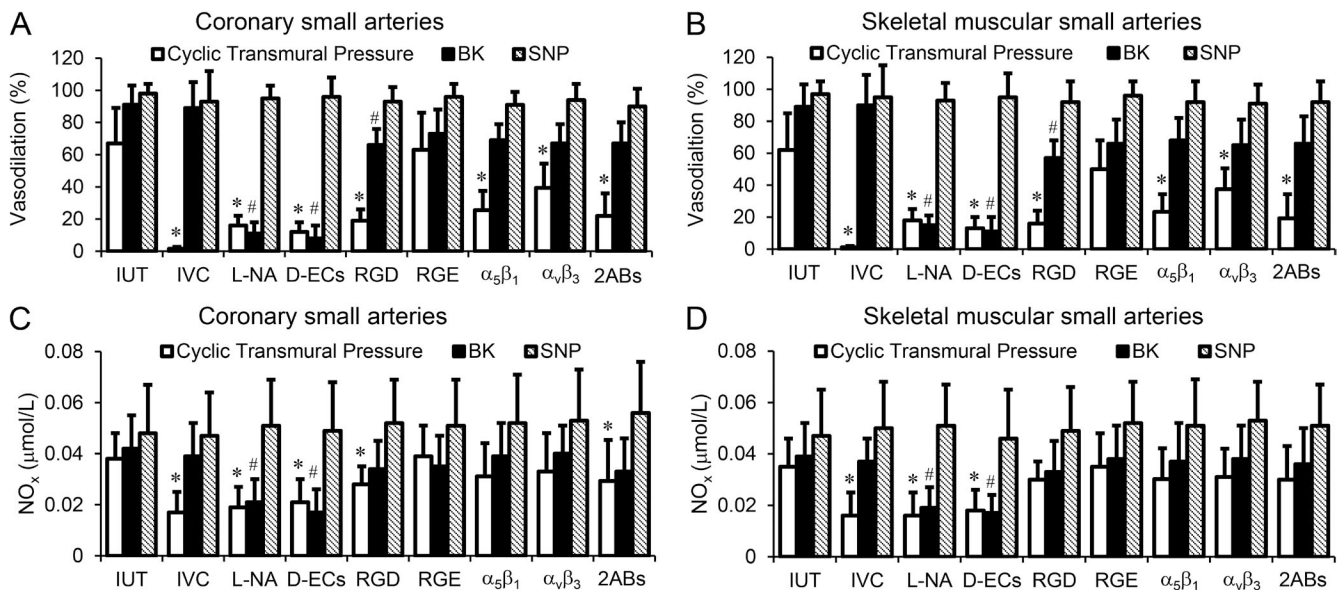 A
Coronary small arteries
Cyclic Transmural Pressure BK SNP
Vasodilation (%)
120
100
80
60
40
20
0
* * # * # * # * * *
IUT IVC L-NA D-ECs RGD RGE α₅β₁ αᵥβ₃ 2ABs
B
Skeletal muscular small arteries
Cyclic Transmural Pressure BK SNP
Vasodialtion (%)
120
100
80
60
40
20
0
* * # * # * # * * *
IUT IVC L-NA D-ECs RGD RGE α₅β₁ αᵥβ₃ 2ABs
C
Coronary small arteries
Cyclic Transmural Pressure BK SNP
NOₓ (μmol/L)
0.08
0.06
0.04
0.02
0
* * # * # * *
IUT IVC L-NA D-ECs RGD RGE α₅β₁ αᵥβ₃ 2ABs
D
Skeletal muscular small arteries
Cyclic Transmural Pressure BK SNP
NOₓ (μmol/L)
0.08
0.06
0.04
0.02
0
* * # * #
IUT IVC L-NA D-ECs RGD RGE α₅β₁ αᵥβ₃ 2ABs